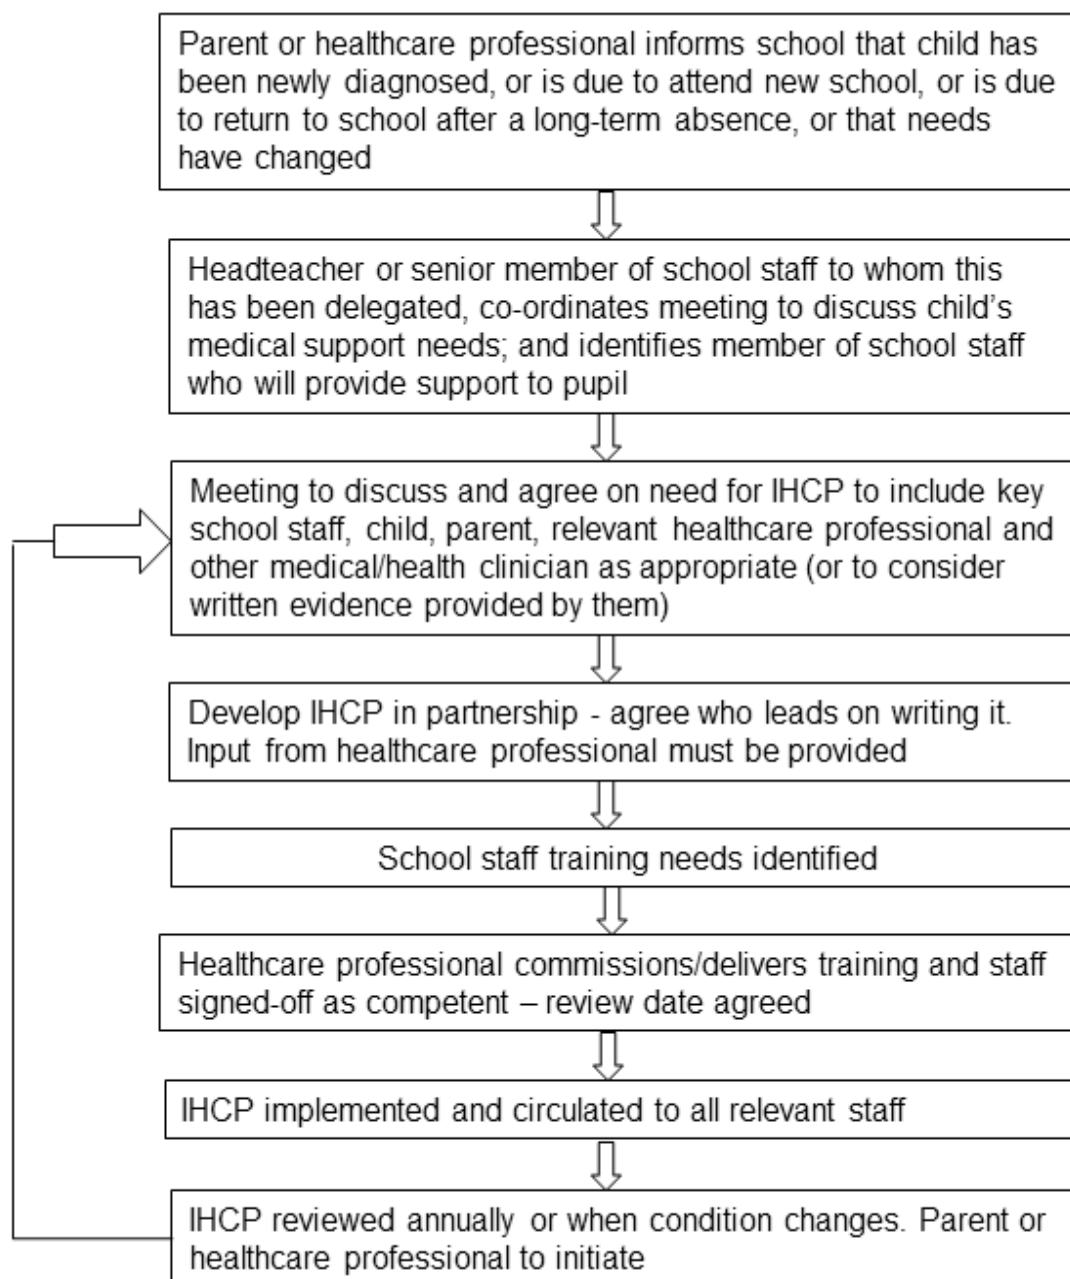 Parent or healthcare professional informs school that child has
been newly diagnosed, or is due to attend new school, or is due
to return to school after a long-term absence, or that needs
have changed
Headteacher or senior member of school staff to whom this
has been delegated, co-ordinates meeting to discuss child's
medical support needs; and identifies member of school staff
who will provide support to pupil
Meeting to discuss and agree on need for IHCP to include key
school staff, child, parent, relevant healthcare professional and
other medical/health clinician as appropriate (or to consider
written evidence provided by them)
Develop IHCP in partnership - agree who leads on writing it.
Input from healthcare professional must be provided
School staff training needs identified
Healthcare professional commissions/delivers training and staff
signed-off as competent – review date agreed
IHCP implemented and circulated to all relevant staff
IHCP reviewed annually or when condition changes. Parent or
healthcare professional to initiate